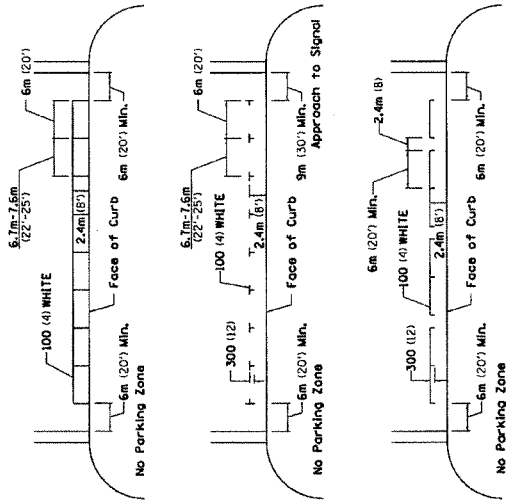 6.7m-7.6m
(22'-25')
6m (20')
100 (4) WHITE
2.4m (8')
Face of Curb
6m (20') Min.
No Parking Zone
6m (20') Min.
6.7m-7.6m
(22'-25')
6m (20')
100 (4) WHITE
300 (12)
2.4m (8')
Face of Curb
6m (20') Min.
No Parking Zone
9m (30') Min.
Approach to Signal
6m (20') Min.
2.4m (8)
100 (4) WHITE
300 (12)
2.4m (8')
Face of Curb
6m (20') Min.
No Parking Zone
6m (20') Min.